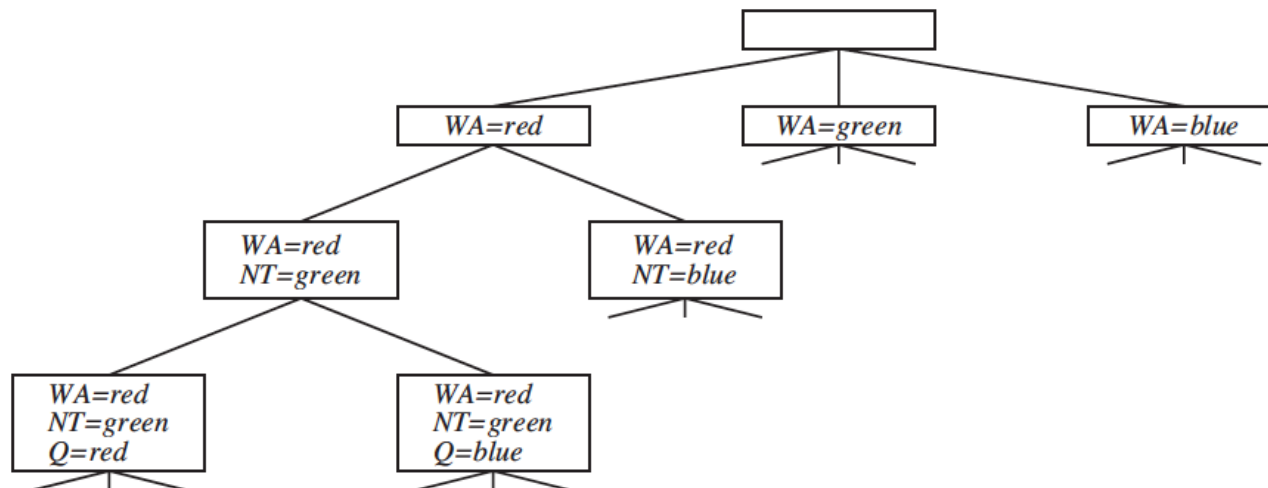 WA=red
WA=green
WA=blue
WA=red
NT=green
WA=red
NT=blue
WA=red
NT=green
Q=red
WA=red
NT=green
Q=blue